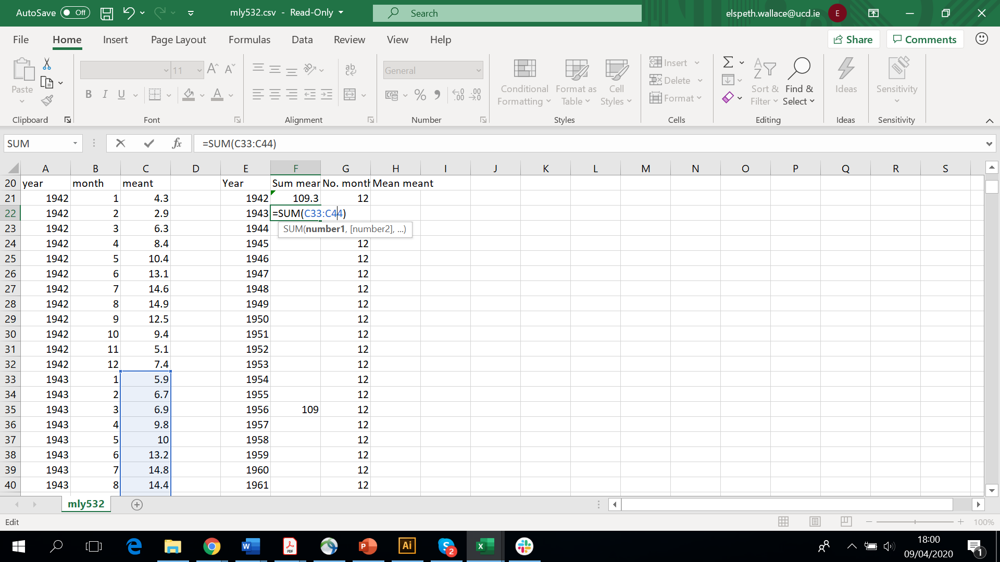 AutoSave Off mly532.csv - Read-Only Search elspeth.wallace@ucd.ie E
File Home Insert Page Layout Formulas Data Review View Help Share Comments
Paste 11 General Conditional Formatting Format as Table Cell Styles Insert Delete Format Sort & Filter Find & Select Ideas Sensitivity
Clipboard Font Alignment Number Styles Cells Editing Ideas Sensitivity
SUM fx =SUM(C33:C44)
A B C D E F G H I J K L M N O P Q R S
20 year month meant Year Sum mear No. month Mean meant
21 1942 1 4.3 1942 109.3 12
22 1942 2 2.9 1943 =SUM(C33:C44)
23 1942 3 6.3 1944 SUM(number1, [number2], ...)
24 1942 4 8.4 1945 12
25 1942 5 10.4 1946 12
26 1942 6 13.1 1947 12
27 1942 7 14.6 1948 12
28 1942 8 14.9 1949 12
29 1942 9 12.5 1950 12
30 1942 10 9.4 1951 12
31 1942 11 5.1 1952 12
32 1942 12 7.4 1953 12
33 1943 1 5.9 1954 12
34 1943 2 6.7 1955 12
35 1943 3 6.9 1956 109 12
36 1943 4 9.8 1957 12
37 1943 5 10 1958 12
38 1943 6 13.2 1959 12
39 1943 7 14.8 1960 12
40 1943 8 14.4 1961 12
mly532
Edit 100%
18:00
09/04/2020